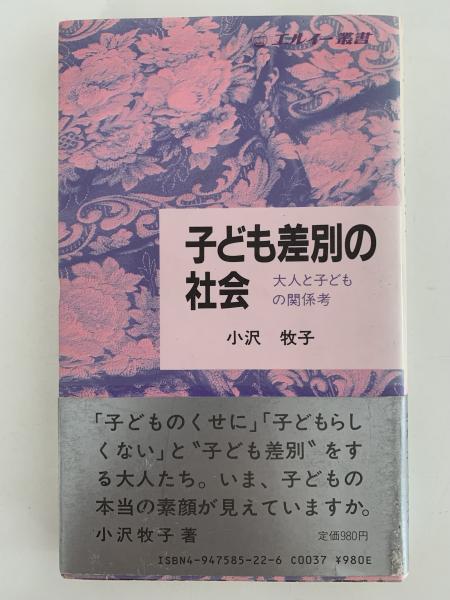 エルイー叢書
子ども差別の
社会
大人と子ども
の関係考
小沢 牧子
「子どものくせに」「子どもらし
くない」と〝子ども差別〟をす
る大人たち。いま、子どもの
本当の素顔が見えていますか。
小沢牧子著
定価980円
ISBN4-947585-22-6 C0037 ¥980E